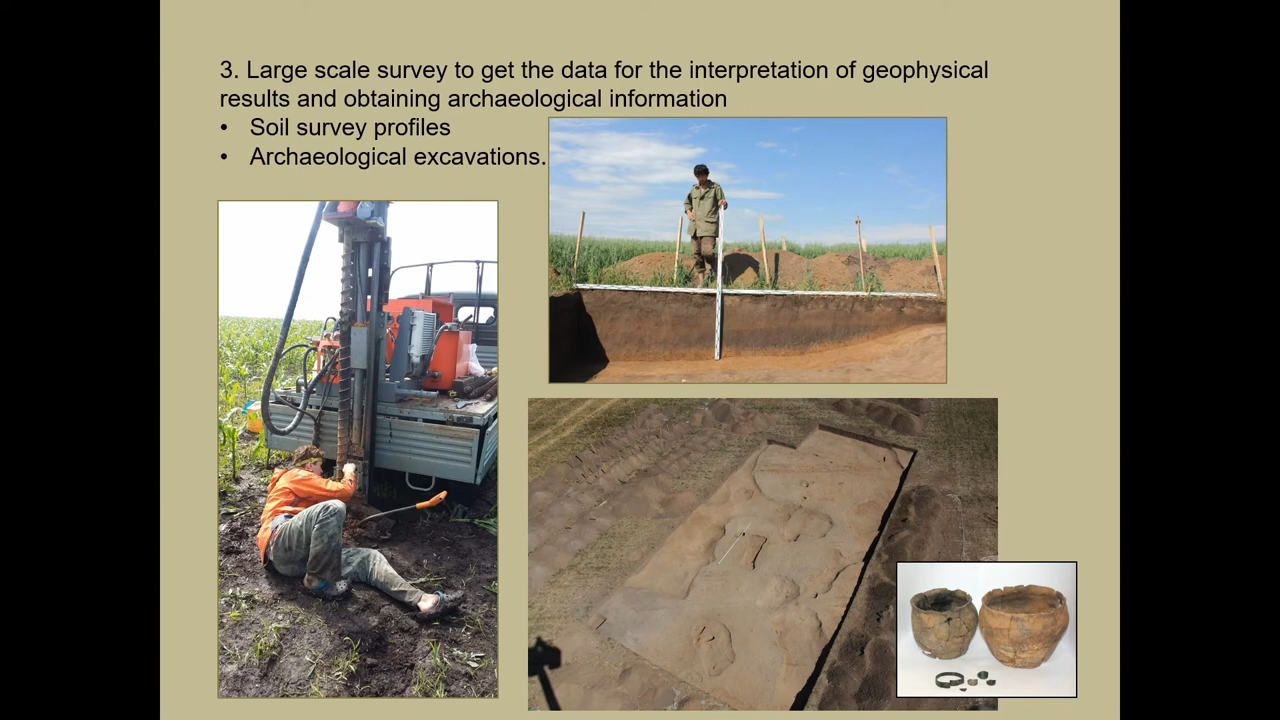 3. Large scale survey to get the data for the interpretation of geophysical
results and obtaining archaeological information
• Soil survey profiles
• Archaeological excavations.